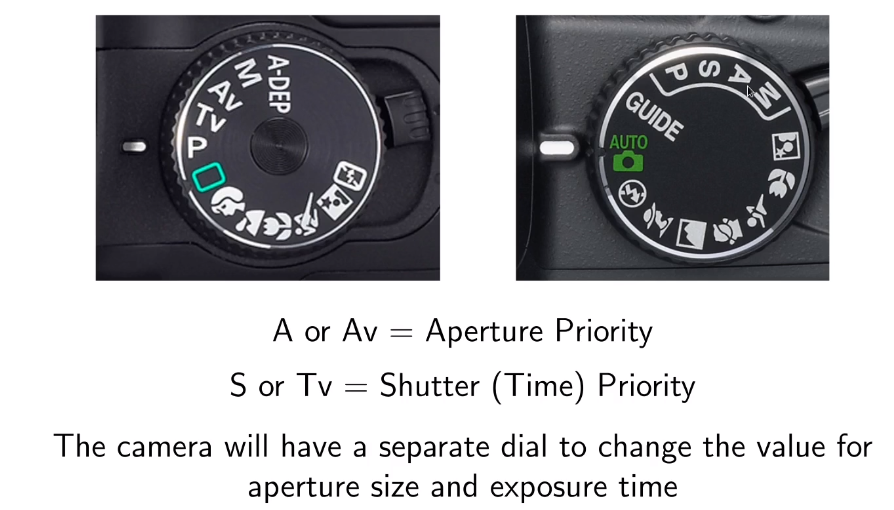 A-DEP
M
Av
Tv
P
P S A M
GUIDE
AUTO
A or Av = Aperture Priority
S or Tv = Shutter (Time) Priority
The camera will have a separate dial to change the value for
aperture size and exposure time